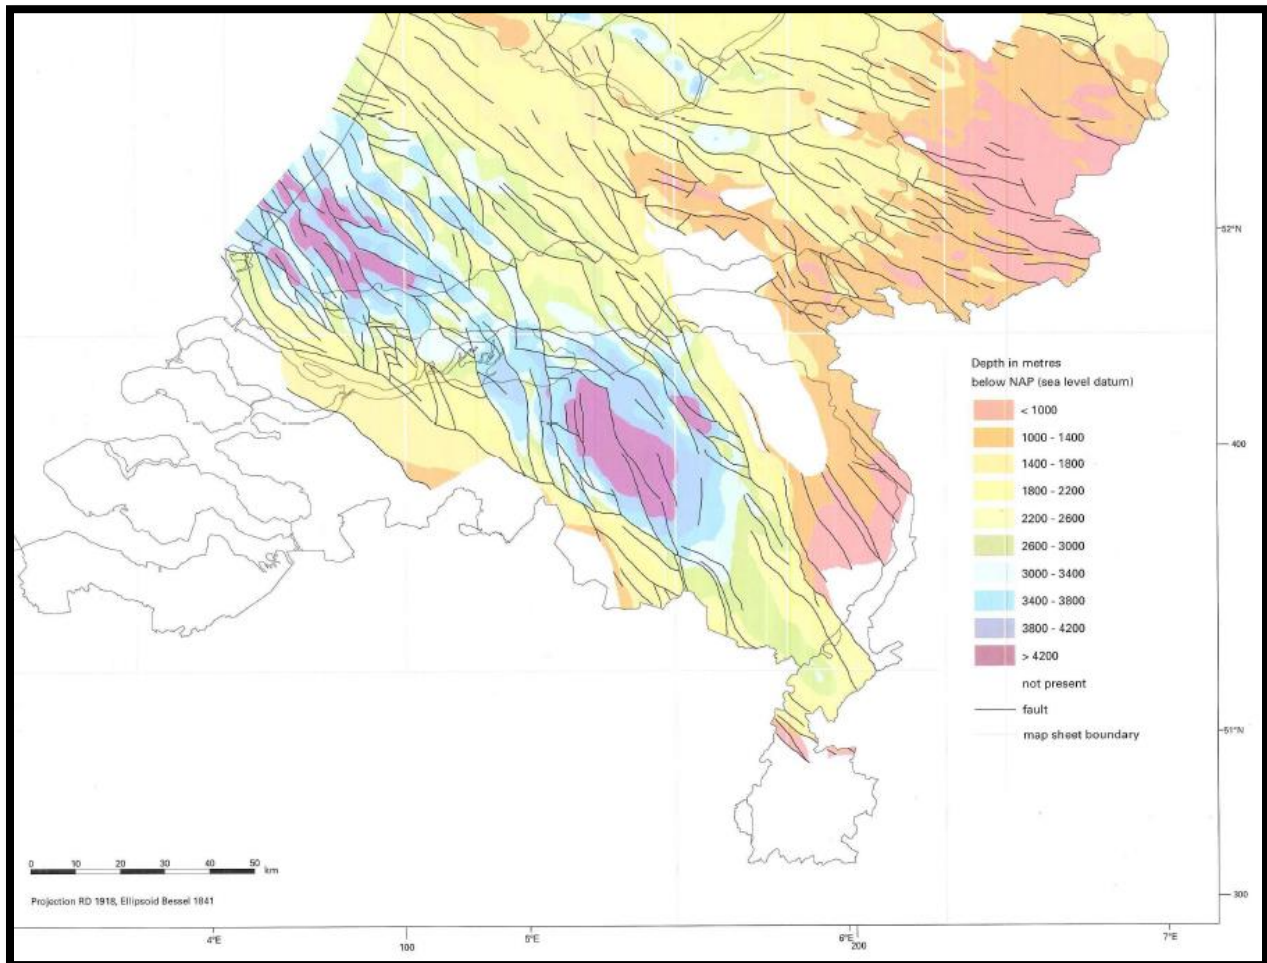 52°N
Depth in metres
below NAP (sea level datum)
< 1000
1000 - 1400
1400 - 1800
1800 - 2200
2200 - 2600
2600 - 3000
3000 - 3400
3400 - 3800
3800 - 4200
> 4200
not present
fault
map sheet boundary
400
51°N
0 10 20 30 40 50 km
Projection RD 1918, Ellipsoid Bessel 1841
300
4°E 100 5°E 6°E 200 7°E